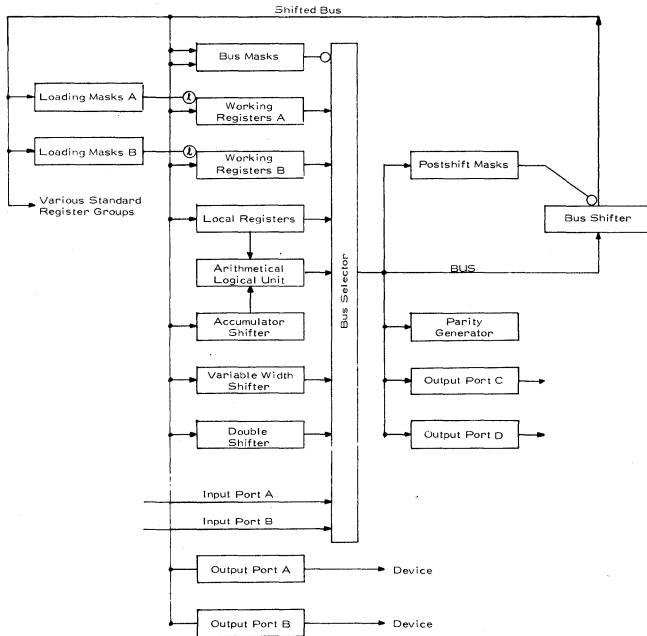 Shifted Bus
Bus Masks
Loading Masks A
ℓ
Working
Registers A
Loading Masks B
ℓ
Working
Registers B
Postshift Masks
Various Standard
Register Groups
Local Registers
Bus Shifter
Arithmetical
Logical Unit
Bus Selector
BUS
Accumulator
Shifter
Parity
Generator
Variable Width
Shifter
Output Port C
Double
Shifter
Output Port D
Input Port A
Input Port B
Output Port A
Device
Output Port B
Device